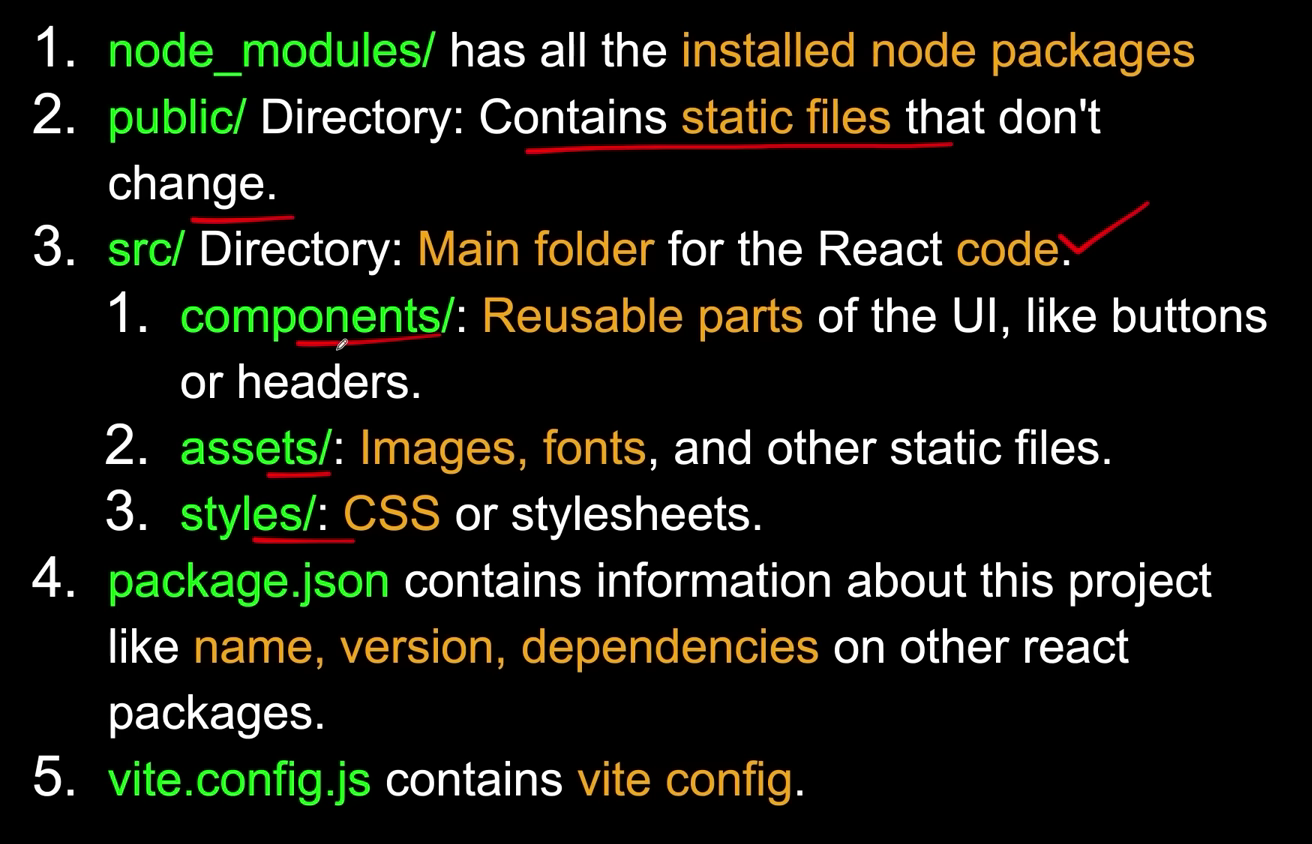 1. node_modules/ has all the installed node packages
2. public/ Directory: Contains static files that don't
change.
3. src/ Directory: Main folder for the React code.
1. components/: Reusable parts of the UI, like buttons
or headers.
2. assets/: Images, fonts, and other static files.
3. styles/: CSS or stylesheets.
4. package.json contains information about this project
like name, version, dependencies on other react
packages.
5. vite.config.js contains vite config.